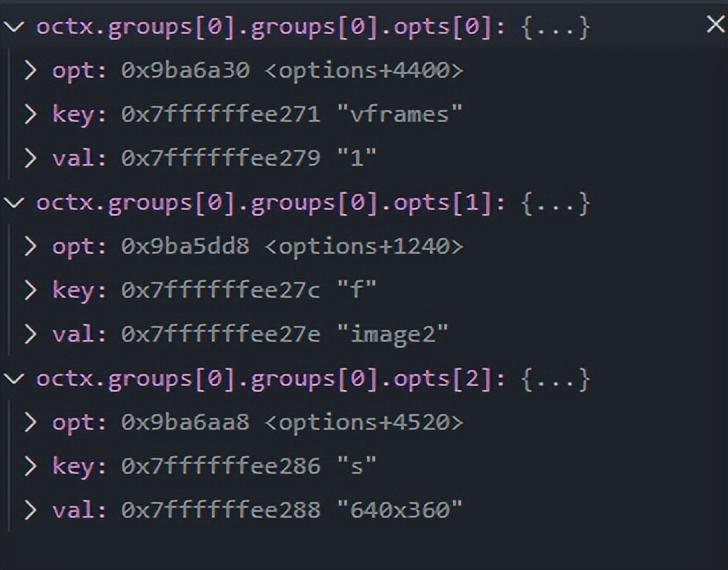 octx.groups[0].groups[0].opts[0]: {...}
opt: 0x9ba6a30 <options+4400>
key: 0x7ffffffee271 "vframes"
val: 0x7ffffffee279 "1"
octx.groups[0].groups[0].opts[1]: {...}
opt: 0x9ba5dd8 <options+1240>
key: 0x7ffffffee27c "f"
val: 0x7ffffffee27e "image2"
octx.groups[0].groups[0].opts[2]: {...}
opt: 0x9ba6aa8 <options+4520>
key: 0x7ffffffee286 "s"
val: 0x7ffffffee288 "640x360"